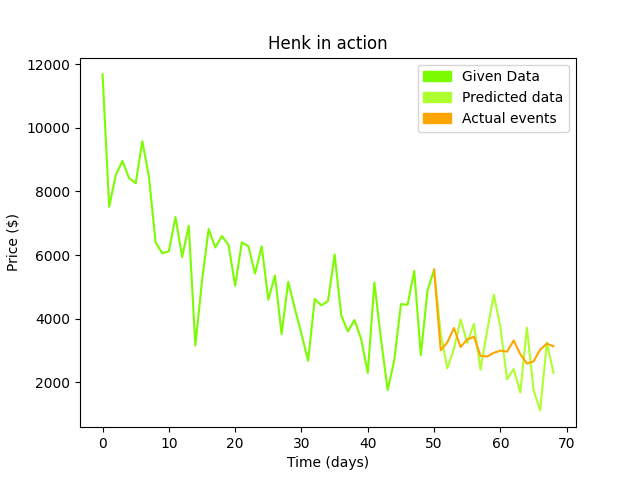 Henk in action
Given Data
Predicted data
Actual events
12000
10000
8000
6000
4000
2000
Price ($)
0 10 20 30 40 50 60 70
Time (days)